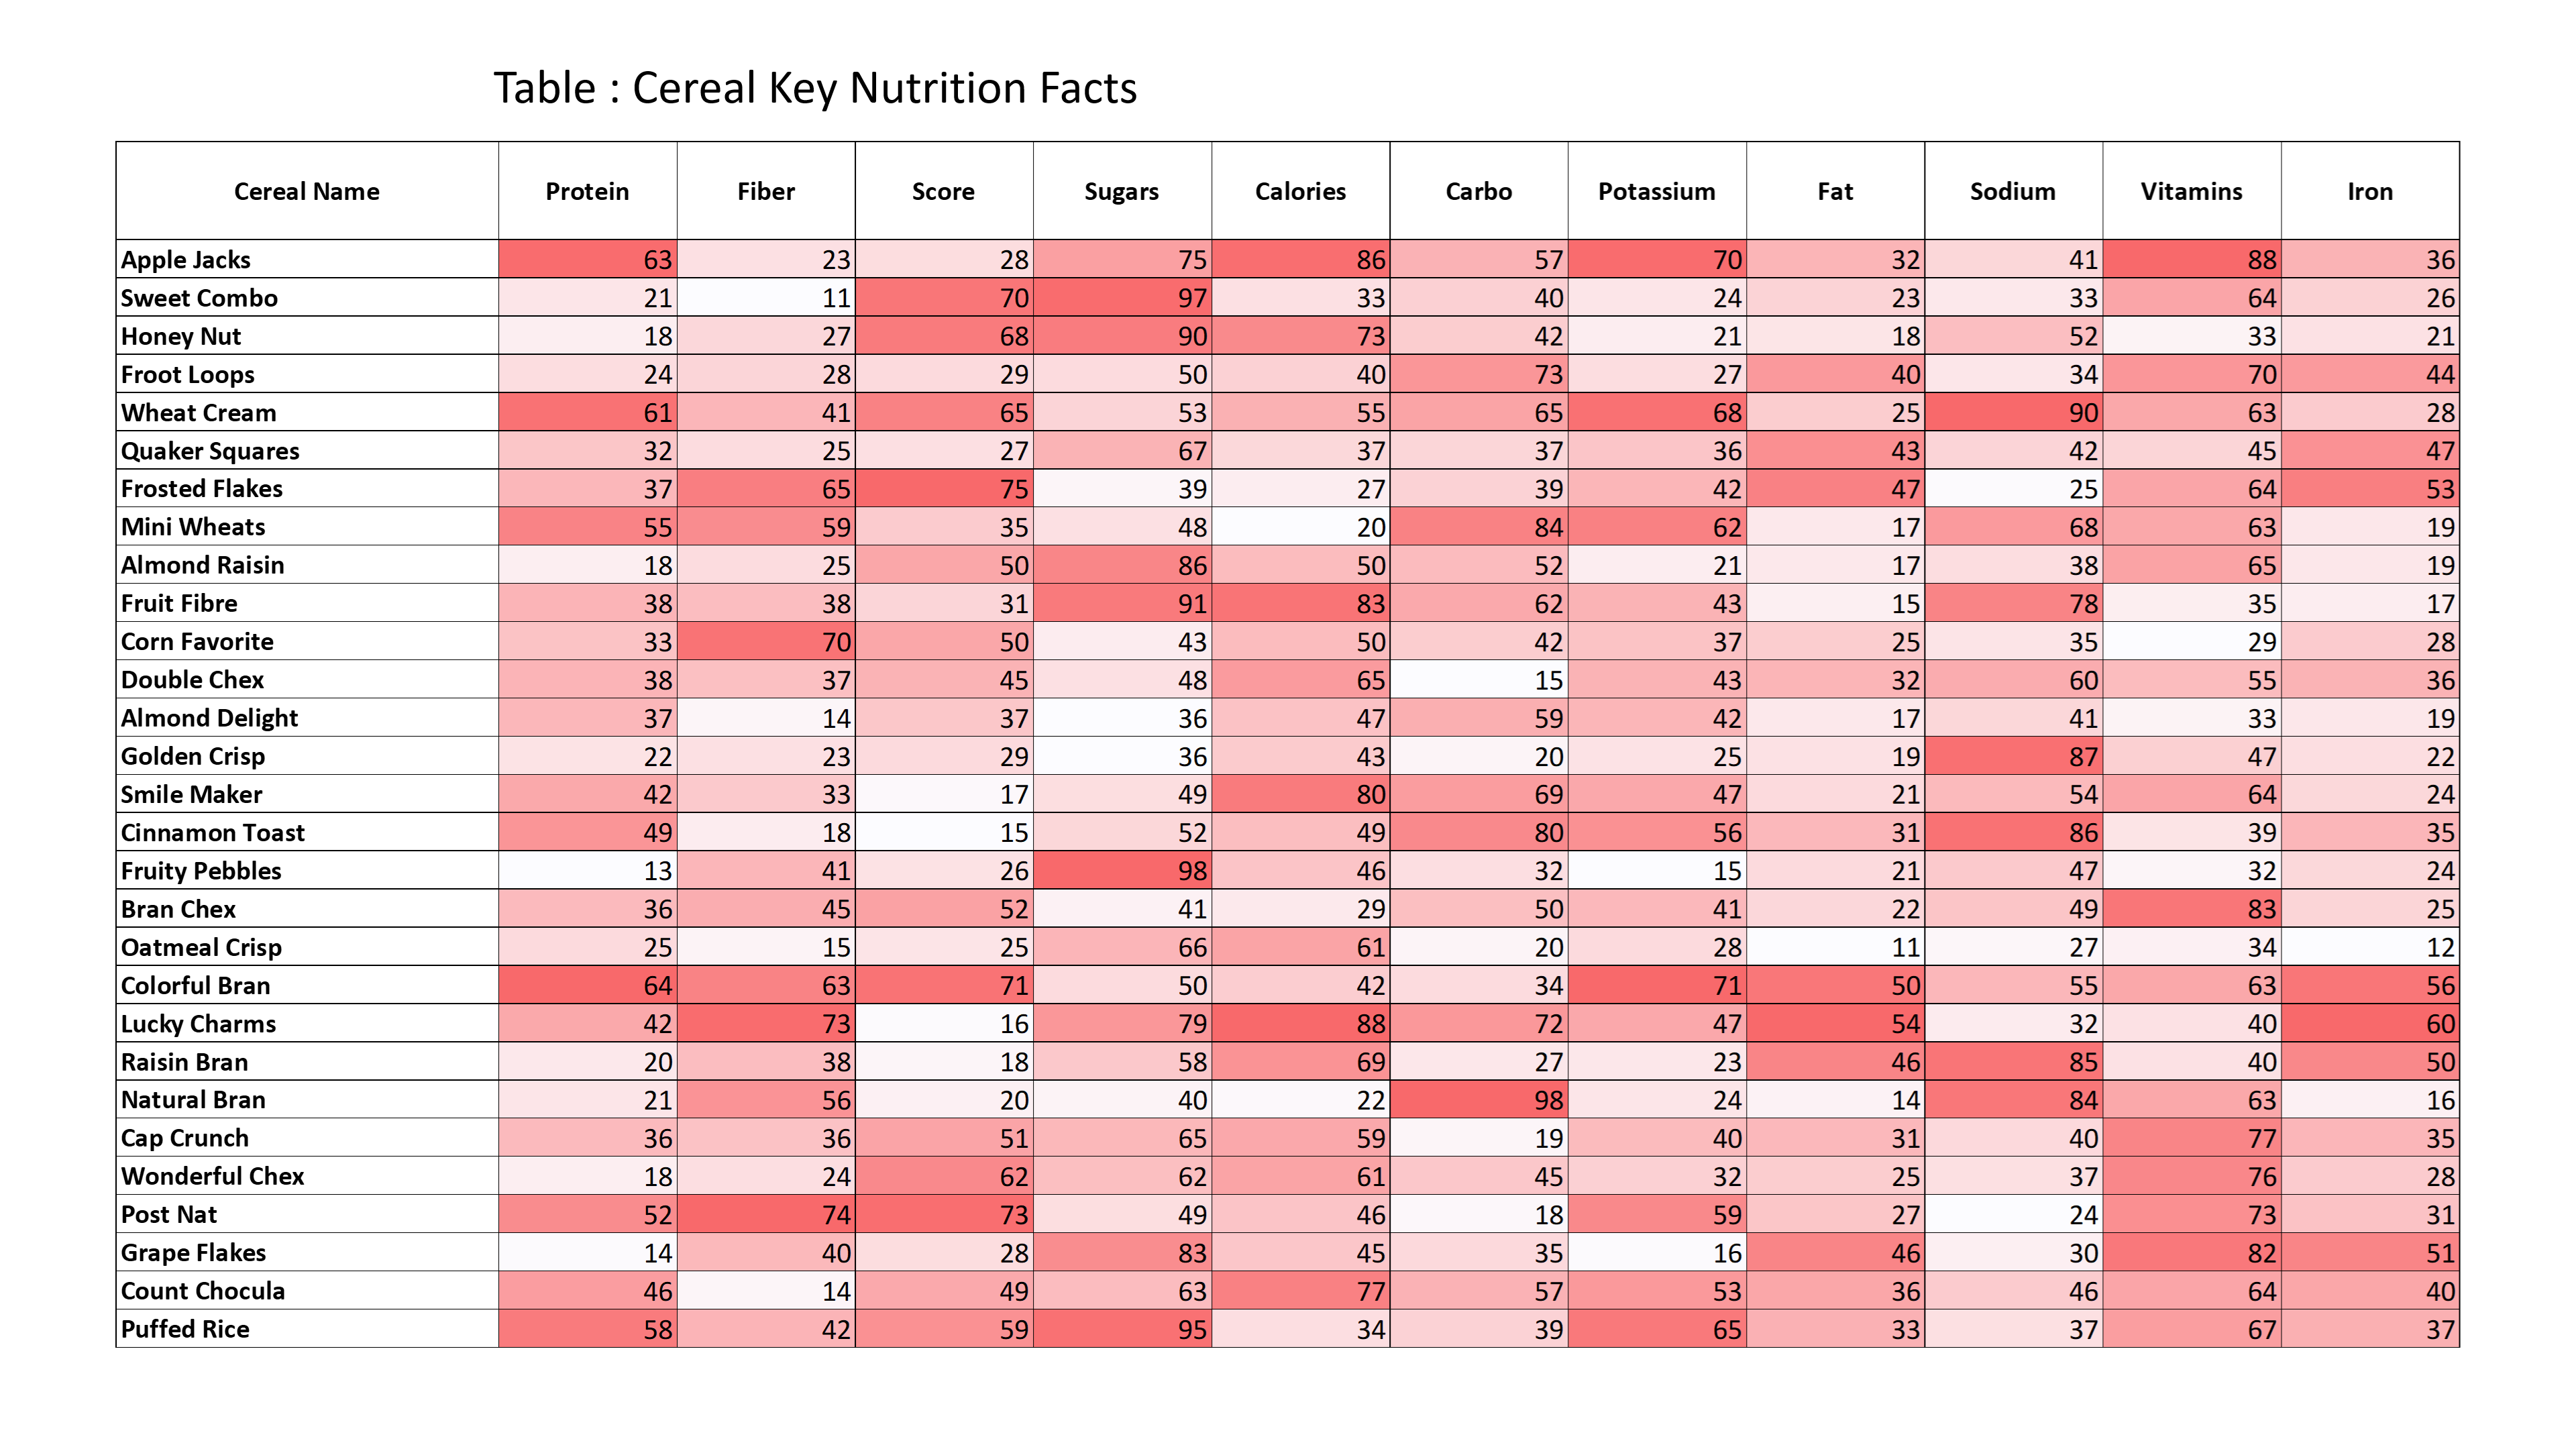 Table : Cereal Key Nutrition Facts
Cereal Name Protein Fiber Score Sugars Calories Carbo Potassium Fat Sodium Vitamins Iron
Apple Jacks 63 23 28 75 86 57 70 32 41 88 36
Sweet Combo 21 11 70 97 33 40 24 23 33 64 26
Honey Nut 18 27 68 90 73 42 21 18 52 33 21
Froot Loops 24 28 29 50 40 73 27 40 34 70 44
Wheat Cream 61 41 65 53 55 65 68 25 90 63 28
Quaker Squares 32 25 27 67 37 37 36 43 42 45 47
Frosted Flakes 37 65 75 39 27 39 42 47 25 64 53
Mini Wheats 55 59 35 48 20 84 62 17 68 63 19
Almond Raisin 18 25 50 86 50 52 21 17 38 65 19
Fruit Fibre 38 38 31 91 83 62 43 15 78 35 17
Corn Favorite 33 70 50 43 50 42 37 25 35 29 28
Double Chex 38 37 45 48 65 15 43 32 60 55 36
Almond Delight 37 14 37 36 47 59 42 17 41 33 19
Golden Crisp 22 23 29 36 43 20 25 19 87 47 22
Smile Maker 42 33 17 49 80 69 47 21 54 64 24
Cinnamon Toast 49 18 15 52 49 80 56 31 86 39 35
Fruity Pebbles 13 41 26 98 46 32 15 21 47 32 24
Bran Chex 36 45 52 41 29 50 41 22 49 83 25
Oatmeal Crisp 25 15 25 66 61 20 28 11 27 34 12
Colorful Bran 64 63 71 50 42 34 71 50 55 63 56
Lucky Charms 42 73 16 79 88 72 47 54 32 40 60
Raisin Bran 20 38 18 58 69 27 23 46 85 40 50
Natural Bran 21 56 20 40 22 98 24 14 84 63 16
Cap Crunch 36 36 51 65 59 19 40 31 40 77 35
Wonderful Chex 18 24 62 62 61 45 32 25 37 76 28
Post Nat 52 74 73 49 46 18 59 27 24 73 31
Grape Flakes 14 40 28 83 45 35 16 46 30 82 51
Count Chocula 46 14 49 63 77 57 53 36 46 64 40
Puffed Rice 58 42 59 95 34 39 65 33 37 67 37